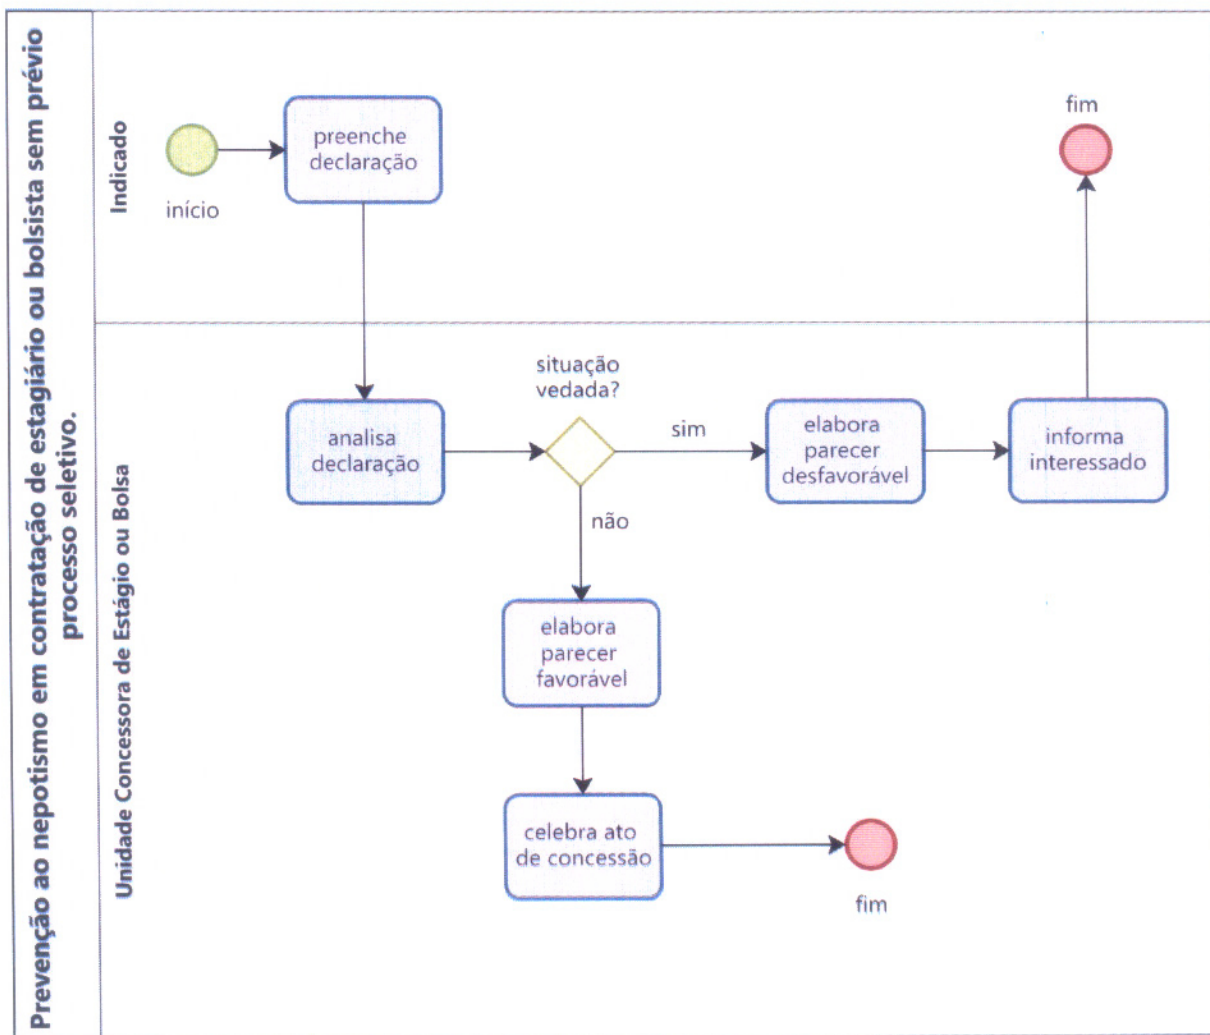 Prevenção ao nepotismo em contratação de estagiário ou bolsista sem prévio
processo seletivo.
Indicado
início
preenche
declaração
fim
Unidade Concessora de Estágio ou Bolsa
analisa
declaração
situação
vedada?
sim
elabora
parecer
desfavorável
informa
interessado
não
elabora
parecer
favorável
celebra ato
de concessão
fim